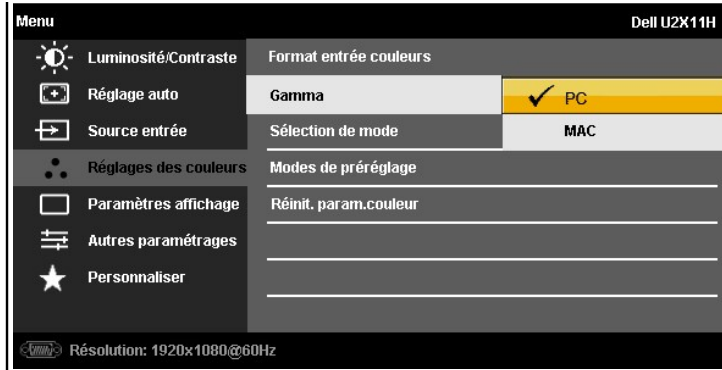 Menu Dell U2X11H
Luminosité/Contraste Format entrée couleurs
Réglage auto Gamma PC
Source entrée Sélection de mode MAC
Réglages des couleurs Modes de préréglage
Paramètres affichage Réinit. param.couleur
Autres paramétrages
Personnaliser
Résolution: 1920x1080@60Hz